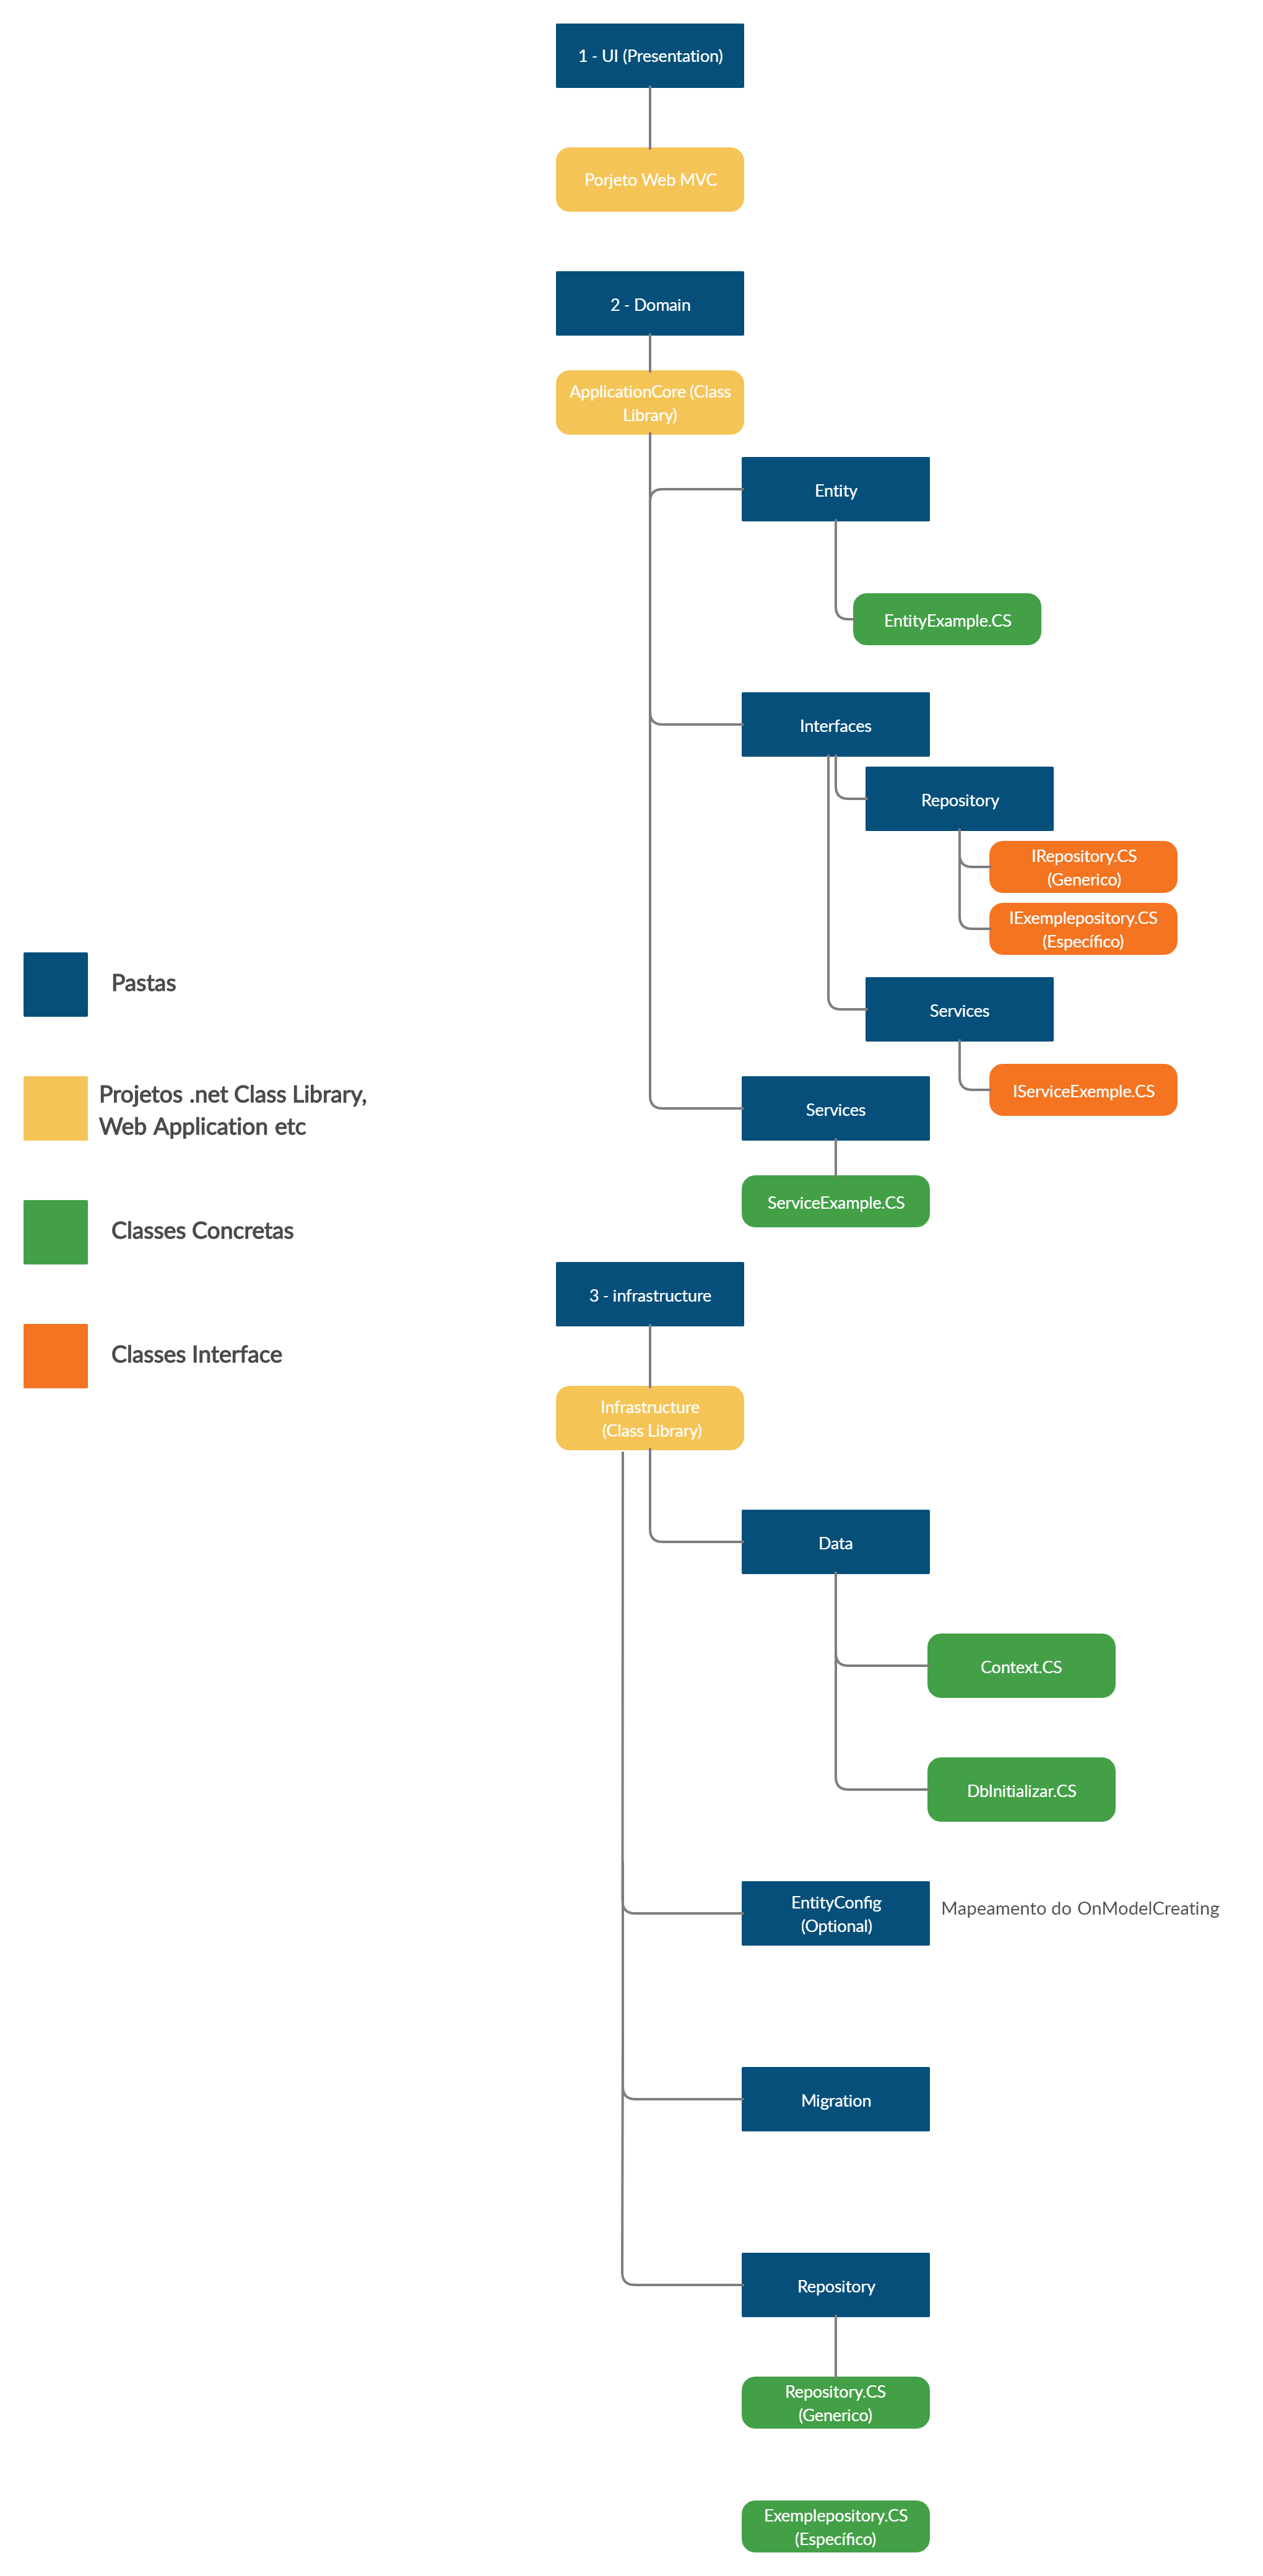 1 - UI (Presentation)
Porjeto Web MVC
2 - Domain
ApplicationCore (Class
Library)
Entity
EntityExample.CS
Interfaces
Repository
IRepository.CS
(Generico)
IExemplepository.CS
(Específico)
Services
IServiceExemple.CS
Services
ServiceExample.CS
Pastas
Projetos .net Class Library,
Web Application etc
Classes Concretas
Classes Interface
3 - infrastructure
Infrastructure
(Class Library)
Data
Context.CS
DbInitializar.CS
EntityConfig
(Optional)
Mapeamento do OnModelCreating
Migration
Repository
Repository.CS
(Generico)
Exemplepository.CS
(Específico)